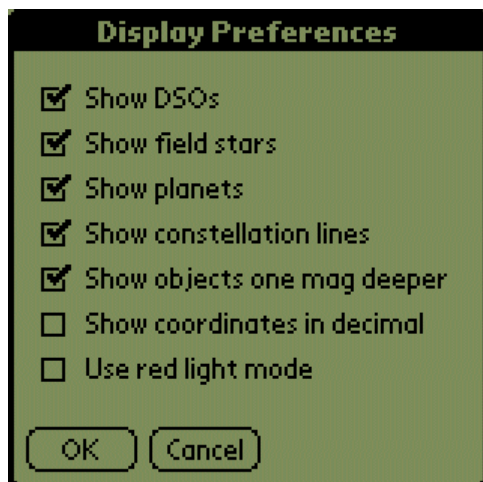 Display Preferences
Show DSOs
Show field stars
Show planets
Show constellation lines
Show objects one mag deeper
Show coordinates in decimal
Use red light mode
OK Cancel